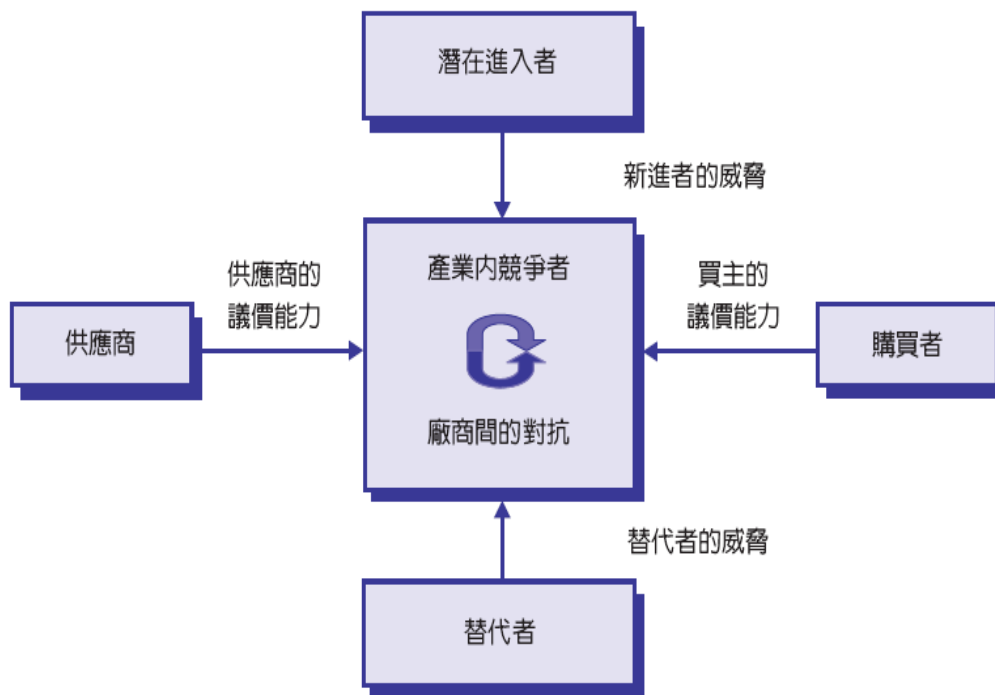 潛在進入者
新進者的威脅
供應商的
議價能力
產業內競爭者
買主的
議價能力
供應商
購買者
廠商間的對抗
替代者的威脅
替代者